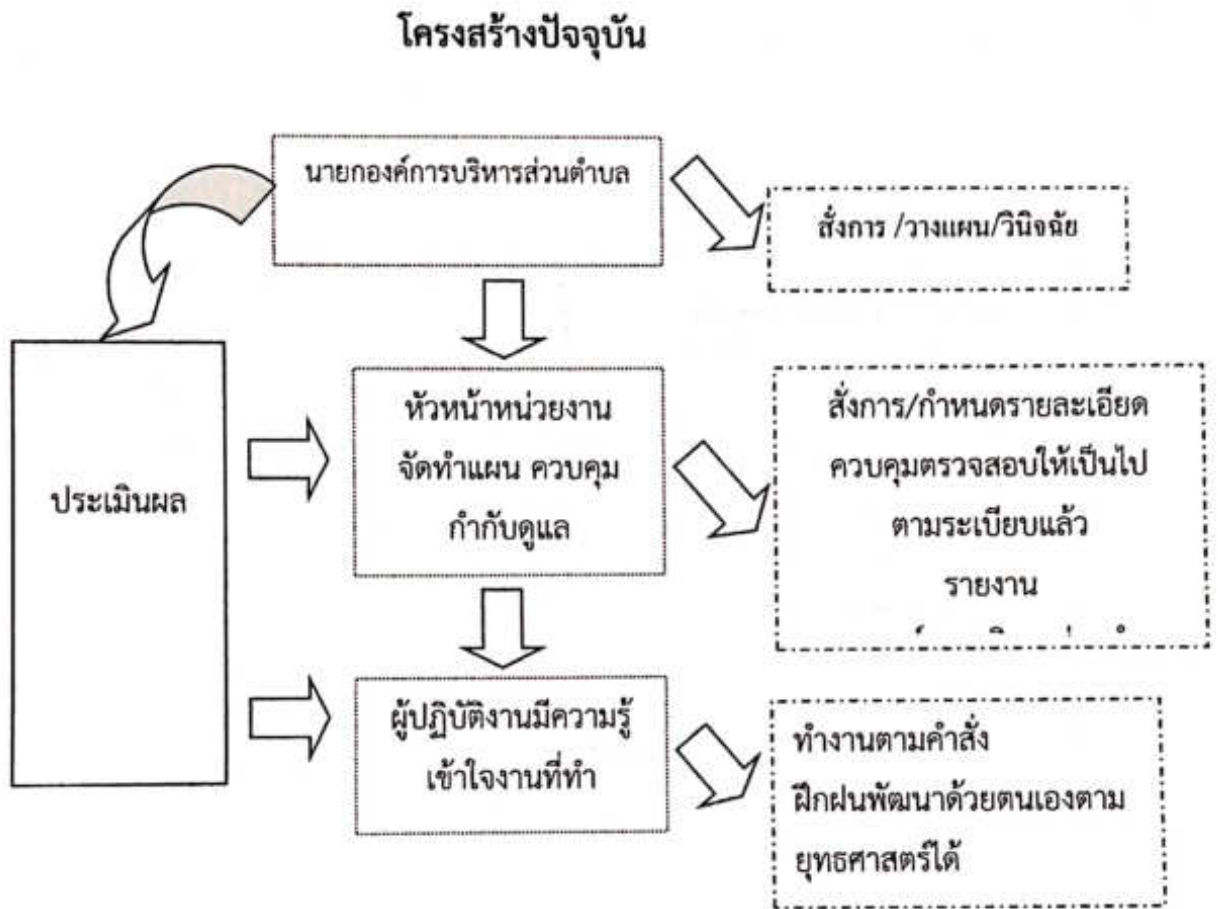 โครงสร้างปัจจุบัน
นายกองค์การบริหารส่วนตำบล
สั่งการ /วางแผน/วินิจฉัย
ประเมินผล
หัวหน้าหน่วยงาน
จัดทำแผน ควบคุม
กำกับดูแล
สั่งการ/กำหนดรายละเอียด
ควบคุมตรวจสอบให้เป็นไป
ตามระเบียบแล้ว
รายงาน
ผู้ปฏิบัติงานมีความรู้
เข้าใจงานที่ทำ
ทำงานตามคำสั่ง
ฝึกฝนพัฒนาด้วยตนเองตาม
ยุทธศาสตร์ได้